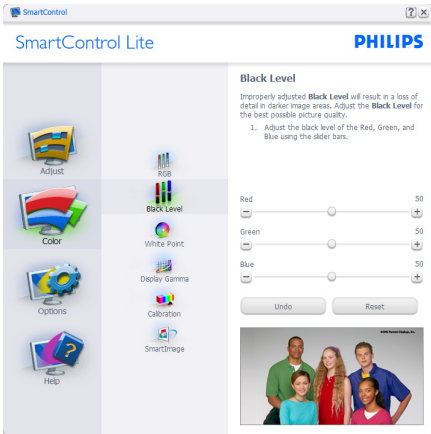 SmartControl
SmartControl Lite
PHILIPS
Adjust
Color
Options
Help
RGB
Black Level
White Point
Display Gamma
Calibration
SmartImage
Black Level
Improperly adjusted Black Level will result in a loss of
detail in darker image areas. Adjust the Black Level for
the best possible picture quality.
1. Adjust the black level of the Red, Green, and
Blue using the slider bars.
Red 50
Green 50
Blue 50
Undo Reset